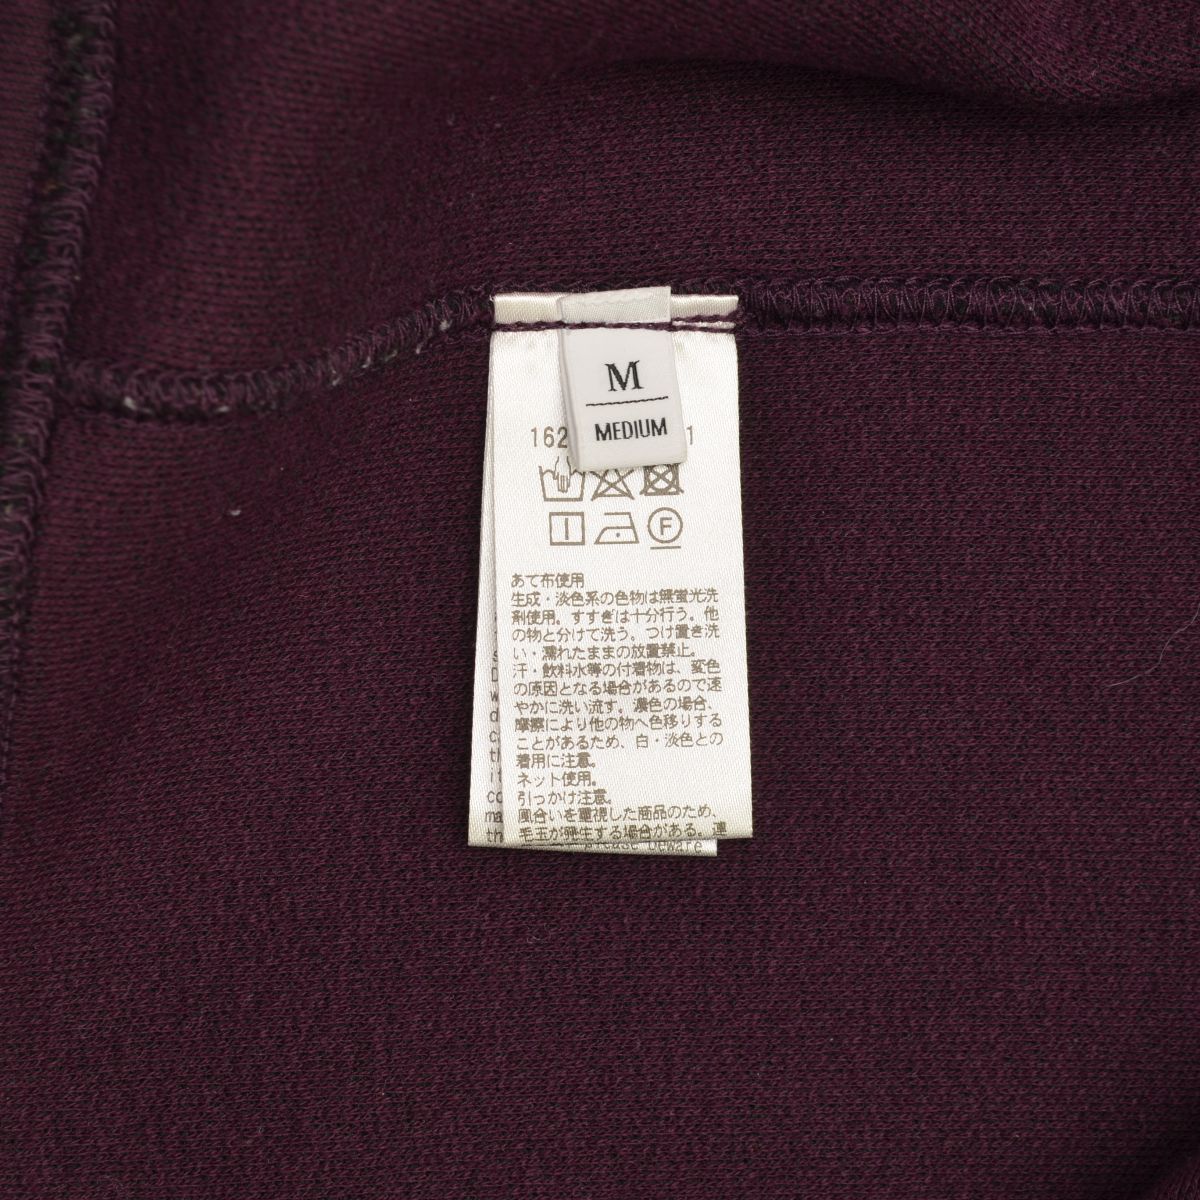 M
MEDIUM
162
1
F
あて布使用
生成・淡色系の色物は無蛍光洗
剤使用。すすぎは十分行う。他
の物と分けて洗う。つけ置き洗
い・濡れたままの放置禁止。
汗・飲料水等の付着物は、変色
の原因となる場合があるので速
やかに洗い流す。濃色の場合、
摩擦により他の物へ色移りする
ことがあるため、白・淡色との
着用に注意。
ネット使用。
引っかけ注意。
風合いを重視した商品のため、
毛玉が発生する場合がある。連
please beware